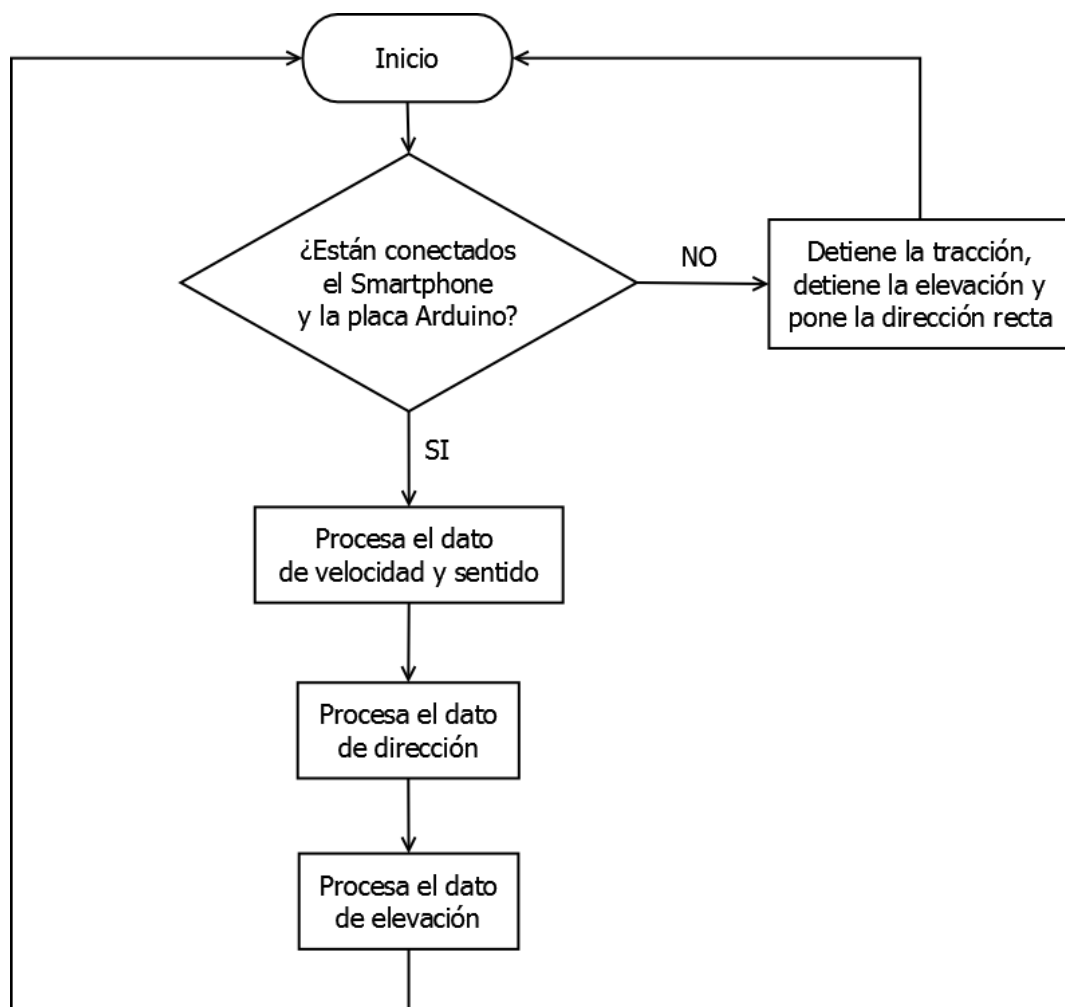 Inicio
¿Están conectados
el Smartphone
y la placa Arduino?
NO
Detiene la tracción,
detiene la elevación y
pone la dirección recta
SI
Procesa el dato
de velocidad y sentido
Procesa el dato
de dirección
Procesa el dato
de elevación